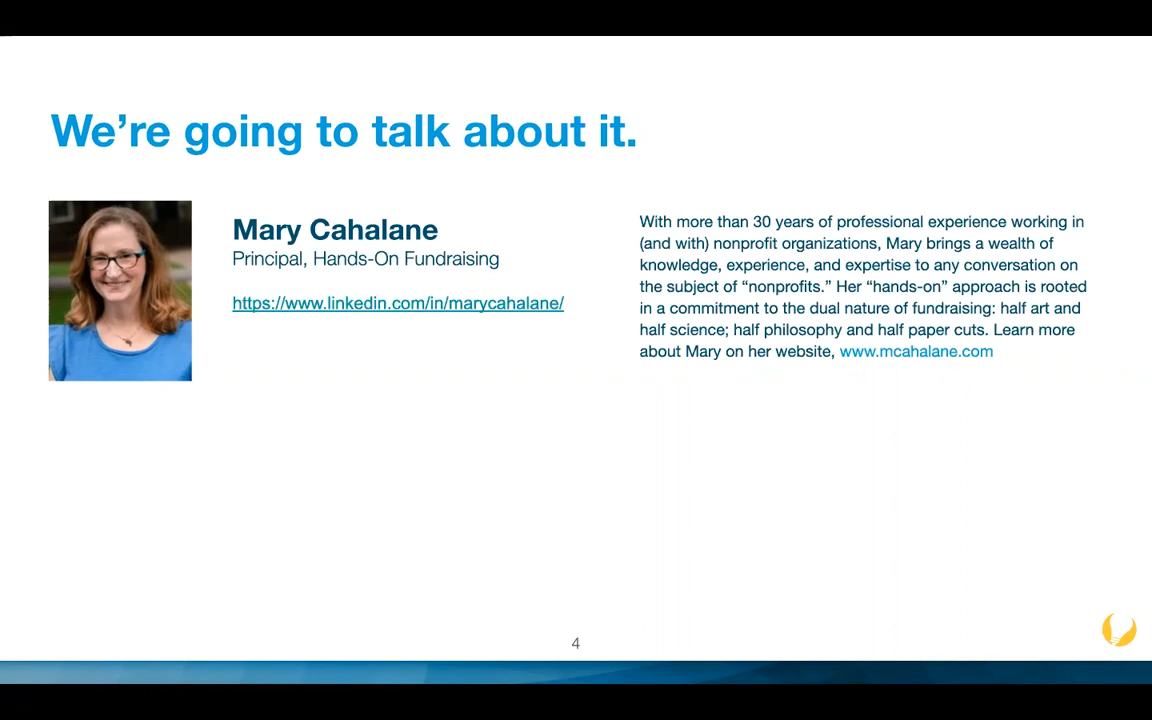 We’re going to talk about it.
Mary Cahalane
Principal, Hands-On Fundraising
https://www.linkedin.com/in/marycahalane/
With more than 30 years of professional experience working in
(and with) nonprofit organizations, Mary brings a wealth of
knowledge, experience, and expertise to any conversation on
the subject of “nonprofits.” Her “hands-on” approach is rooted
in a commitment to the dual nature of fundraising: half art and
half science; half philosophy and half paper cuts. Learn more
about Mary on her website, www.mcahalane.com
4